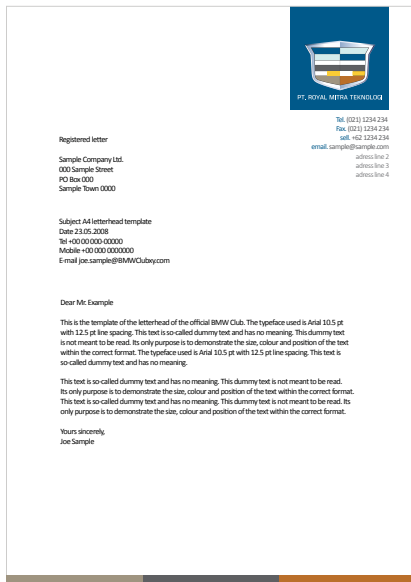 PT. ROYAL MITRA TEKNOLOGI
Tel. (021) 1234 234
Fax. (021) 1234 234
sell. +62 1234 234
email. sample@sample.com
adress line 2
adress line 3
adress line 4
Registered letter
Sample Company Ltd.
000 Sample Street
PO Box 000
Sample Town 0000
Subject A4 letterhead template
Date 23.05.2008
Tel +00 00 000-00000
Mobile +00 000 0000000
E-mail joe.sample@BMWClubxy.com
Dear Mr. Example
This is the template of the letterhead of the official BMW Club. The typeface used is Arial 10.5 pt
with 12.5 pt line spacing. This text is so-called dummy text and has no meaning. This dummy text
is not meant to be read. Its only purpose is to demonstrate the size, colour and position of the text
within the correct format. The typeface used is Arial 10.5 pt with 12.5 pt line spacing. This text is
so-called dummy text and has no meaning.
This text is so-called dummy text and has no meaning. This dummy text is not meant to be read.
Its only purpose is to demonstrate the size, colour and position of the text within the correct format.
This text is so-called dummy text and has no meaning. This dummy text is not meant to be read. Its
only purpose is to demonstrate the size, colour and position of the text within the correct format.
Yours sincerely,
Joe Sample